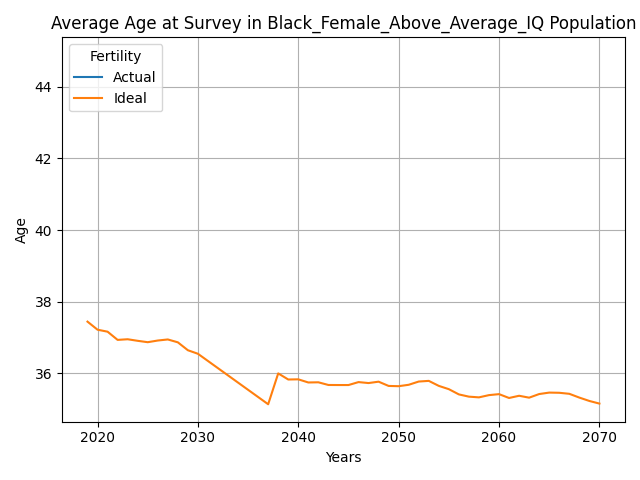 Average Age at Survey in Black_Female_Above_Average_IQ Population
Fertility
Actual
Ideal
44
42
40
38
36
Age
2020 2030 2040 2050 2060 2070
Years